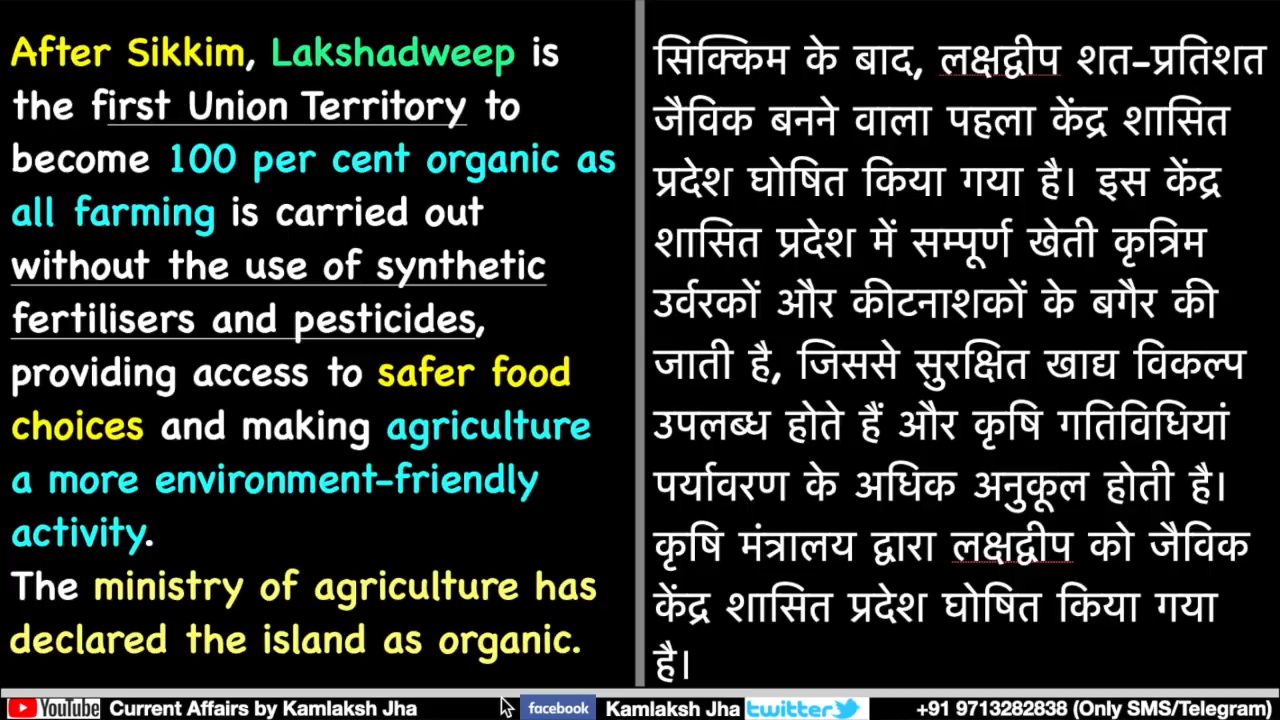 After Sikkim, Lakshadweep is
the first Union Territory to
become 100 per cent organic as
all farming is carried out
without the use of synthetic
fertilisers and pesticides,
providing access to safer food
choices and making agriculture
a more environment-friendly
activity.
The ministry of agriculture has
declared the island as organic.
सिक्किम के बाद, लक्षद्वीप शत-प्रतिशत
जैविक बनने वाला पहला केंद्र शासित
प्रदेश घोषित किया गया है। इस केंद्र
शासित प्रदेश में सम्पूर्ण खेती कृत्रिम
उर्वरकों और कीटनाशकों के बगैर की
जाती है, जिससे सुरक्षित खाद्य विकल्प
उपलब्ध होते हैं और कृषि गतिविधियां
पर्यावरण के अधिक अनुकूल होती है।
कृषि मंत्रालय द्वारा लक्षद्वीप को जैविक
केंद्र शासित प्रदेश घोषित किया गया
है।
YouTube Current Affairs by Kamlaksh Jha facebook Kamlaksh Jha twitter +91 9713282838 (Only SMS/Telegram)